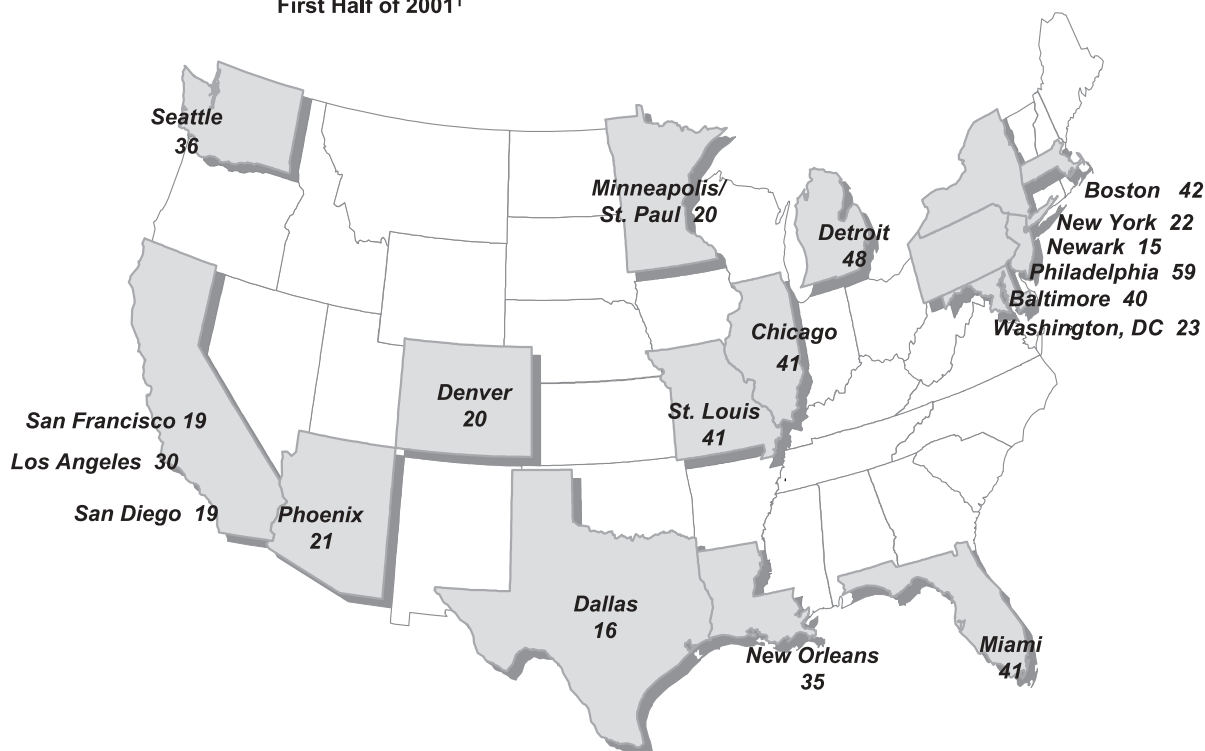 First Half of 2001¹
Seattle
36
Minneapolis/
St. Paul 20
Detroit
48
Boston 42
New York 22
Newark 15
Philadelphia 59
Baltimore 40
Washington, DC 23
Chicago
41
Denver
20
St. Louis
41
San Francisco 19
Los Angeles 30
San Diego 19
Phoenix
21
Dallas
16
New Orleans
35
Miami
41